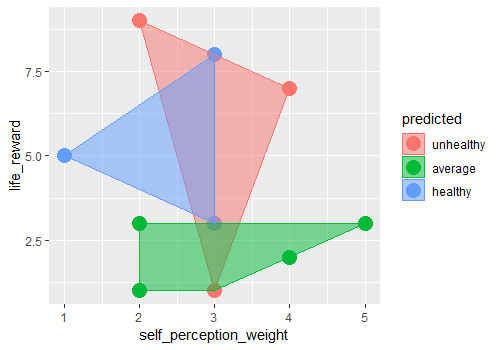 7.5
5.0
2.5
life_reward
1 2 3 4 5
self_perception_weight
predicted
unhealthy
average
healthy